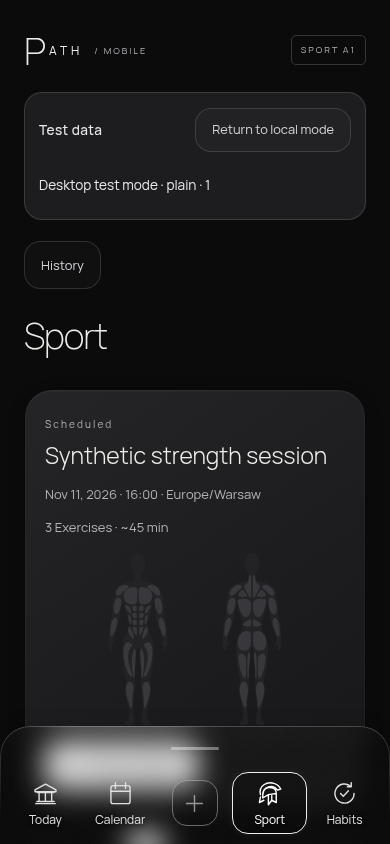 PATH / MOBILE
SPORT A1
Test data
Return to local mode
Desktop test mode · plain · 1
History
Sport
Scheduled
Synthetic strength session
Nov 11, 2026 · 16:00 · Europe/Warsaw
3 Exercises · ~45 min
Today
Calendar
Sport
Habits